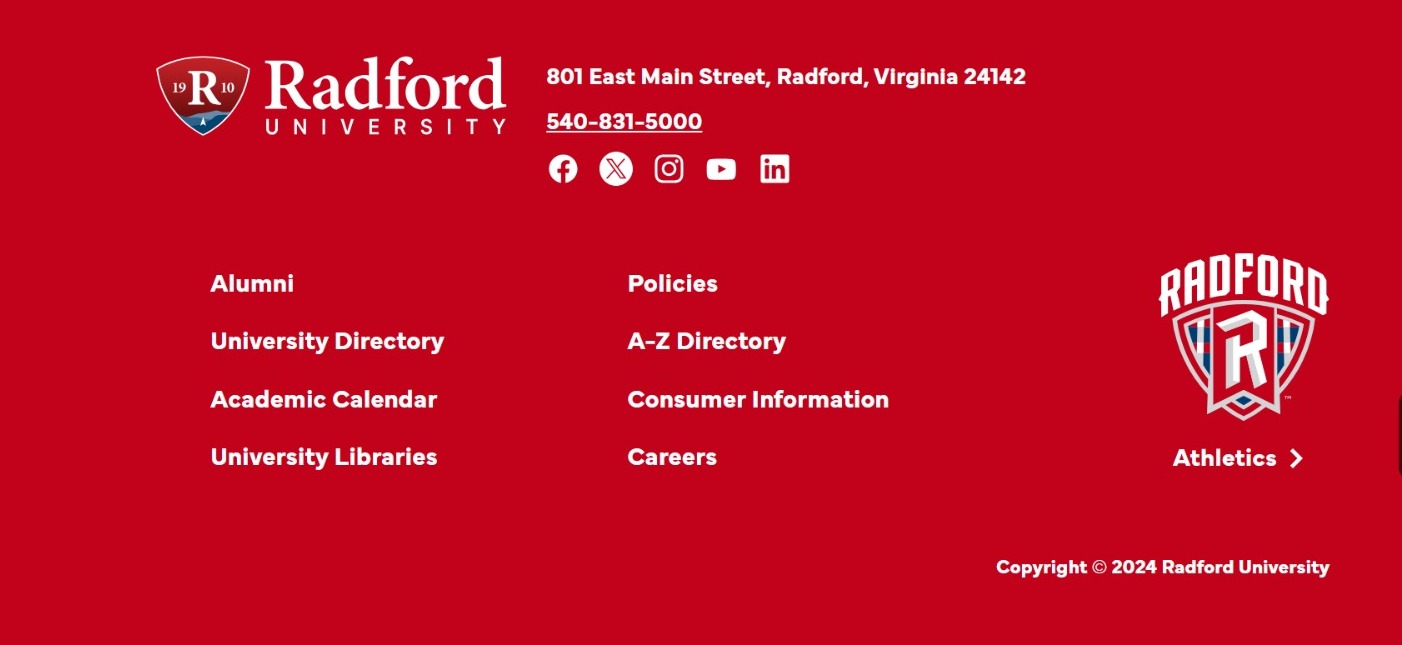 19 R 10
Radford
UNIVERSITY
801 East Main Street, Radford, Virginia 24142
540-831-5000
Alumni
University Directory
Academic Calendar
University Libraries
Policies
A-Z Directory
Consumer Information
Careers
RADFORD
R
™
Athletics
Copyright © 2024 Radford University